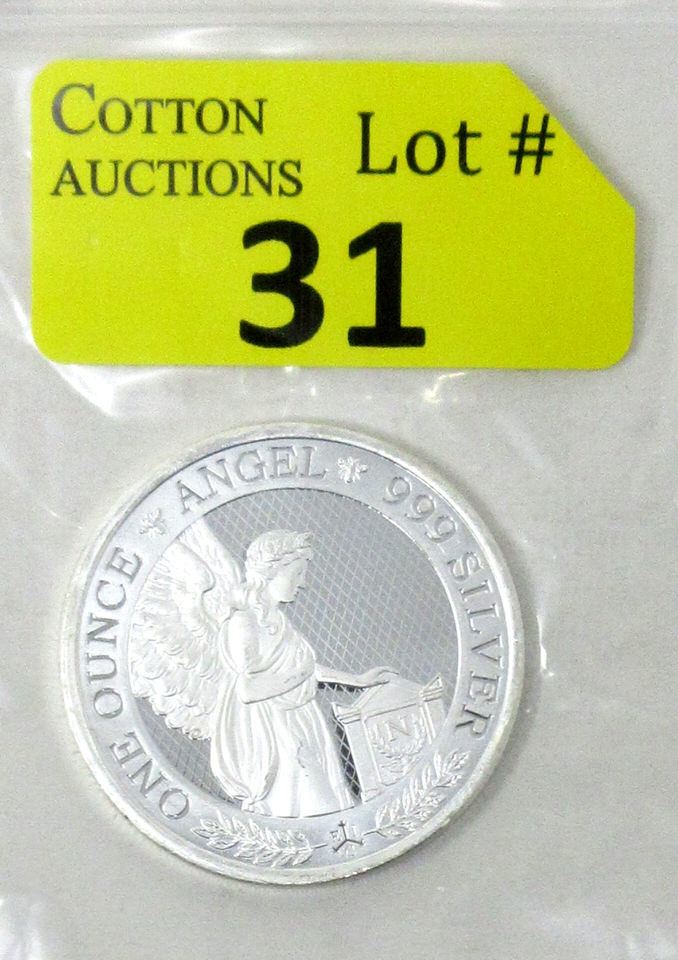 COTTON
AUCTIONS
Lot #
31
ONE OUNCE ANGEL 999 SILVER
N